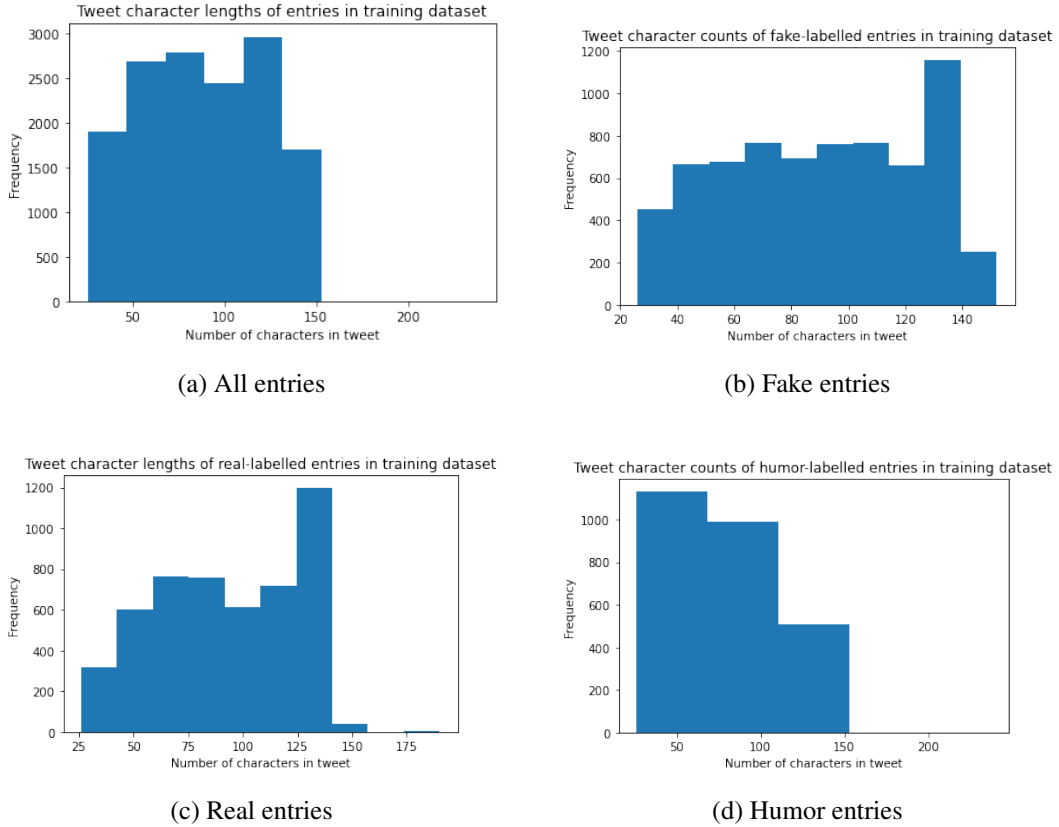 Tweet character lengths of entries in training dataset
3000
2500
2000
1500
1000
500
0
Frequency
50 100 150 200
Number of characters in tweet
(a) All entries
Tweet character counts of fake-labelled entries in training dataset
1200
1000
800
600
400
200
0
Frequency
20 40 60 80 100 120 140
Number of characters in tweet
(b) Fake entries
Tweet character lengths of real-labelled entries in training dataset
1200
1000
800
600
400
200
0
Frequency
25 50 75 100 125 150 175
Number of characters in tweet
(c) Real entries
Tweet character counts of humor-labelled entries in training dataset
1000
800
600
400
200
0
Frequency
50 100 150 200
Number of characters in tweet
(d) Humor entries